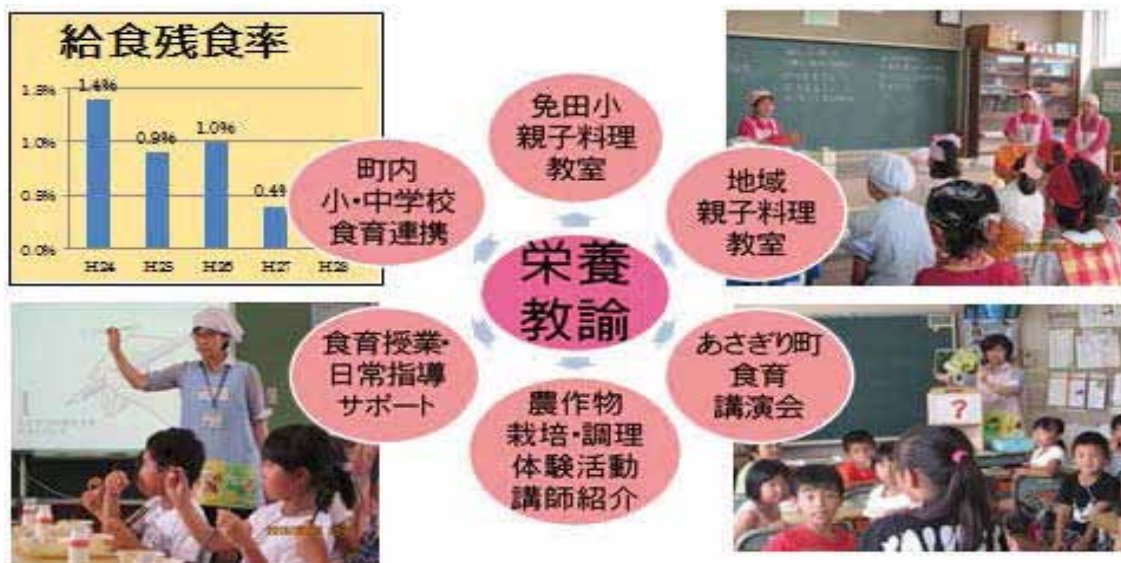 給食残食率
1.5%
1.0%
0.5%
0.0%
1.4%
0.9%
1.0%
0.4%
H24
H25
H26
H27
H28
免田小
親子料理
教室
町内
小・中学校
食育連携
地域
親子料理
教室
栄養
教諭
食育授業・
日常指導
サポート
農作物
栽培・調理
体験活動
講師紹介
あさぎり町
食育
講演会
?